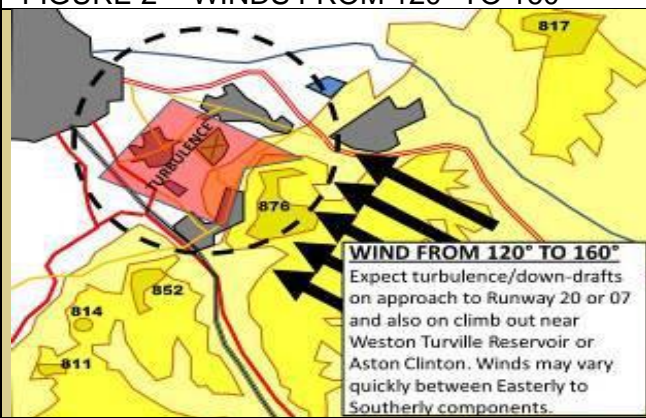 FIGURE 2 – WINDS FROM 120° TO 160°
817
TURBULENCE
876
852
814
811
WIND FROM 120° TO 160°
Expect turbulence/down-drafts
on approach to Runway 20 or 07
and also on climb out near
Weston Turville Reservoir or
Aston Clinton. Winds may vary
quickly between Easterly to
Southerly components.